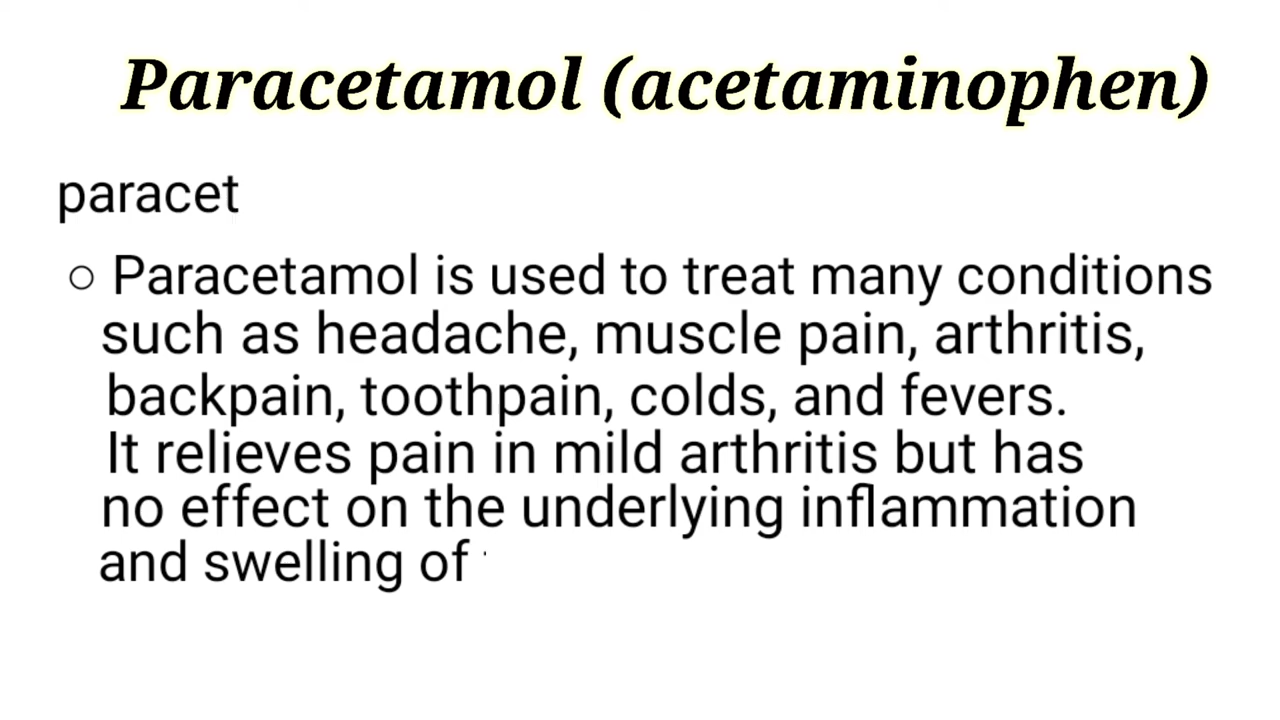 Paracetamol (acetaminophen)
paracet
○ Paracetamol is used to treat many conditions
such as headache, muscle pain, arthritis,
backpain, toothpain, colds, and fevers.
It relieves pain in mild arthritis but has
no effect on the underlying inflammation
and swelling of